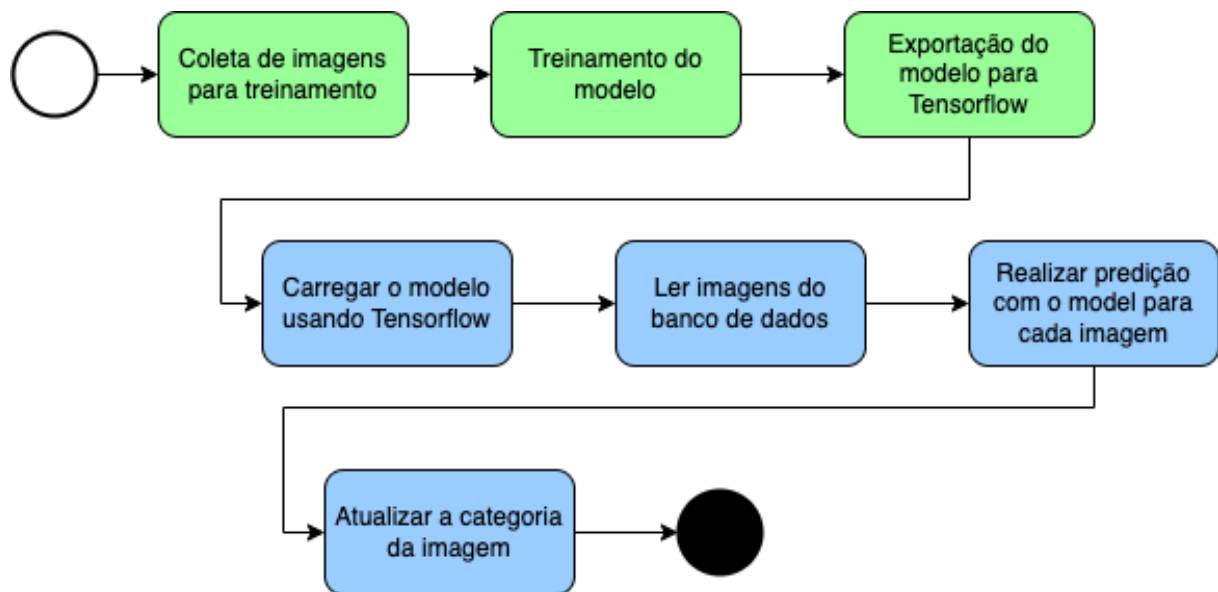 Coleta de imagens
para treinamento
Treinamento do
modelo
Exportação do
modelo para
Tensorflow
Carregar o modelo
usando Tensorflow
Ler imagens do
banco de dados
Realizar predição
com o model para
cada imagem
Atualizar a categoria
da imagem